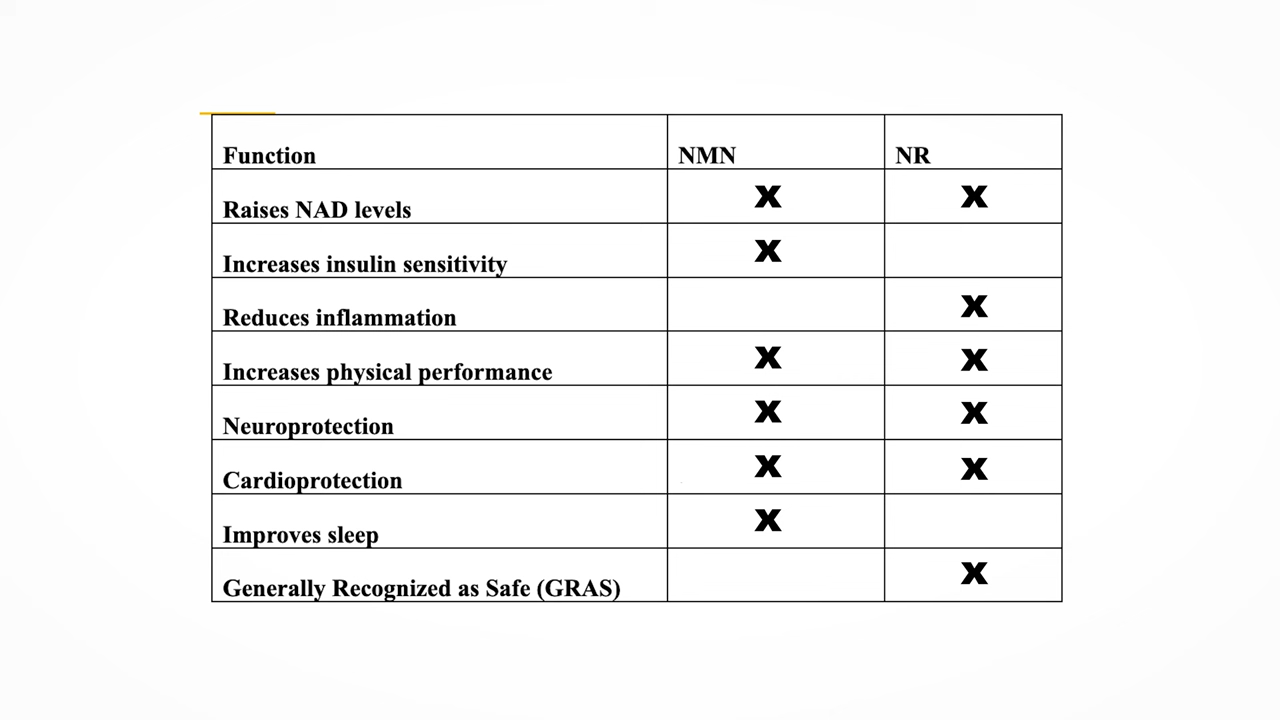 Function NMN NR
Raises NAD levels X X
Increases insulin sensitivity X
Reduces inflammation X
Increases physical performance X X
Neuroprotection X X
Cardioprotection X X
Improves sleep X
Generally Recognized as Safe (GRAS) X